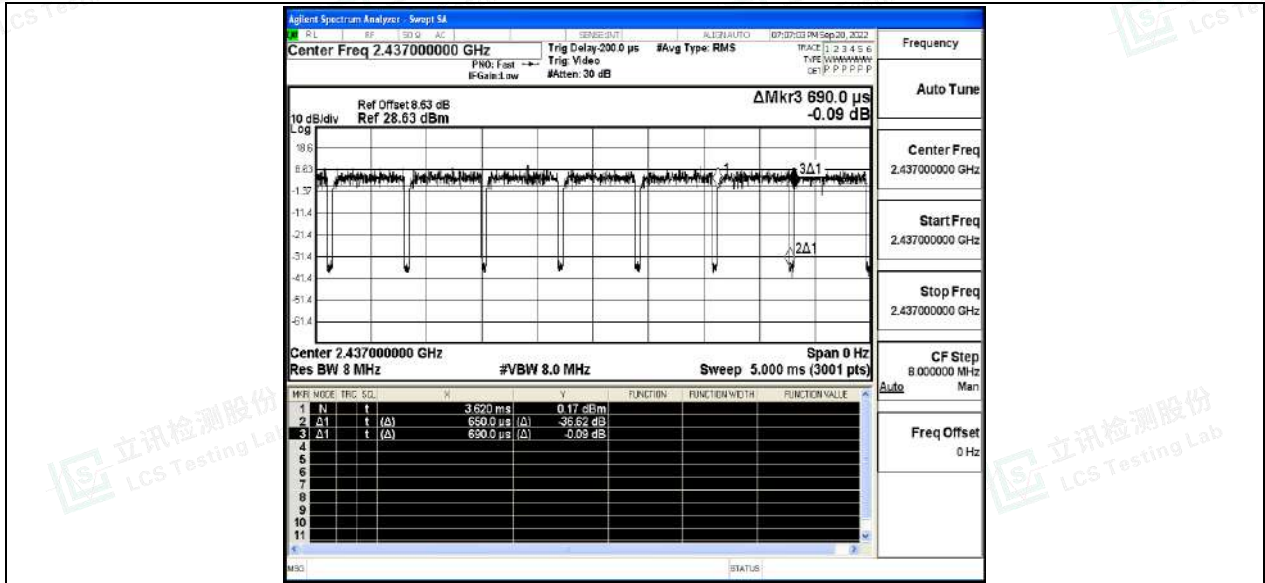 Agilent Spectrum Analyzer - Swept SA
RL RF 50 Ω AC SENSE:INT ALIGNAUTO 07:07:03 PM Sep 20, 2022
Center Freq 2.437000000 GHz
PNO: Fast
IFGain:Low
Trig Delay-200.0 µs
Trig: Video
#Atten: 30 dB
#Avg Type: RMS
TRACE 1 2 3 4 5 6
TYPE WWWWWW
DET P P P P P P
Frequency
Auto Tune
Center Freq
2.437000000 GHz
Start Freq
2.437000000 GHz
Stop Freq
2.437000000 GHz
CF Step
8.000000 MHz
Auto Man
Freq Offset
0 Hz
ΔMkr3 690.0 µs
-0.09 dB
Ref Offset 8.63 dB
10 dB/div Ref 28.63 dBm
Log
18.6
8.63
-1.37
-11.4
-21.4
-31.4
-41.4
-51.4
-61.4
1
3Δ1
2Δ1
Center 2.437000000 GHz Span 0 Hz
Res BW 8 MHz #VBW 8.0 MHz Sweep 5.000 ms (3001 pts)
MKR MODE TRC SCL X Y FUNCTION FUNCTION WIDTH FUNCTION VALUE
1 N t 3.620 ms 0.17 dBm
2 Δ1 t (Δ) 650.0 µs (Δ) -36.62 dB
3 Δ1 t (Δ) 690.0 µs (Δ) -0.09 dB
4
5
6
7
8
9
10
11
MSG STATUS
立讯检测股份
LCS Testing Lab
立讯检测股份
LCS Testing Lab